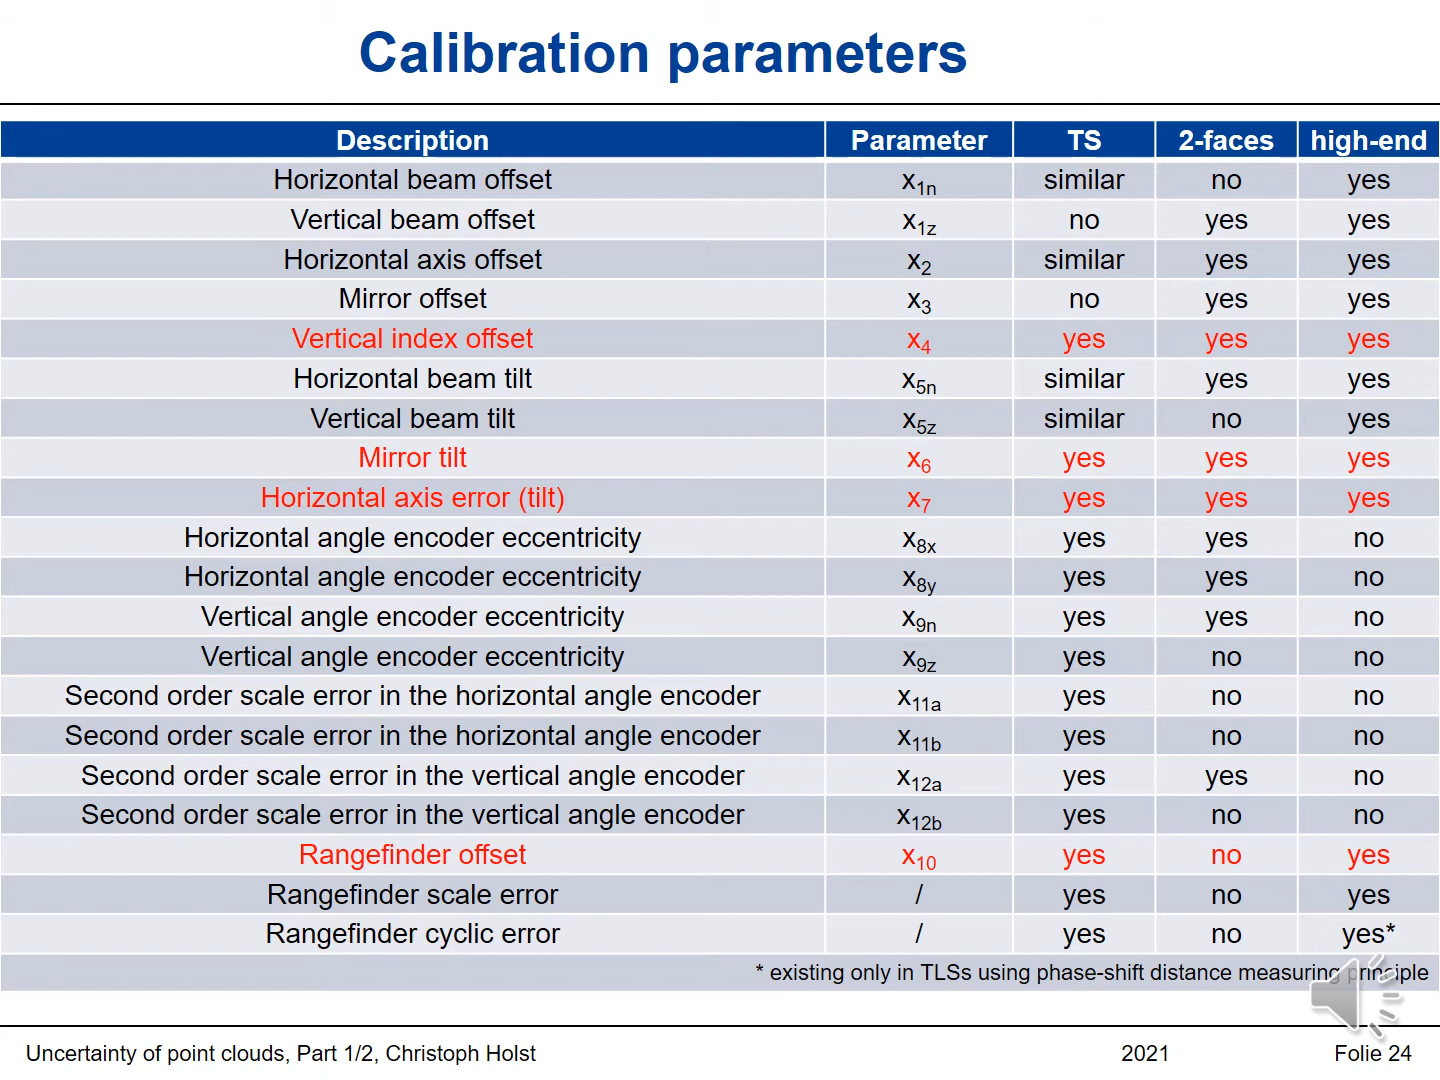 Calibration parameters
Description Parameter TS 2-faces high-end
Horizontal beam offset x1n similar no yes
Vertical beam offset x1z no yes yes
Horizontal axis offset x2 similar yes yes
Mirror offset x3 no yes yes
Vertical index offset x4 yes yes yes
Horizontal beam tilt x5n similar yes yes
Vertical beam tilt x5z similar no yes
Mirror tilt x6 yes yes yes
Horizontal axis error (tilt) x7 yes yes yes
Horizontal angle encoder eccentricity x8x yes yes no
Horizontal angle encoder eccentricity x8y yes yes no
Vertical angle encoder eccentricity x9n yes yes no
Vertical angle encoder eccentricity x9z yes no no
Second order scale error in the horizontal angle encoder x11a yes no no
Second order scale error in the horizontal angle encoder x11b yes no no
Second order scale error in the vertical angle encoder x12a yes yes no
Second order scale error in the vertical angle encoder x12b yes no no
Rangefinder offset x10 yes no yes
Rangefinder scale error / yes no yes
Rangefinder cyclic error / yes no yes*
* existing only in TLSs using phase-shift distance measuring principle
Uncertainty of point clouds, Part 1/2, Christoph Holst 2021 Folie 24